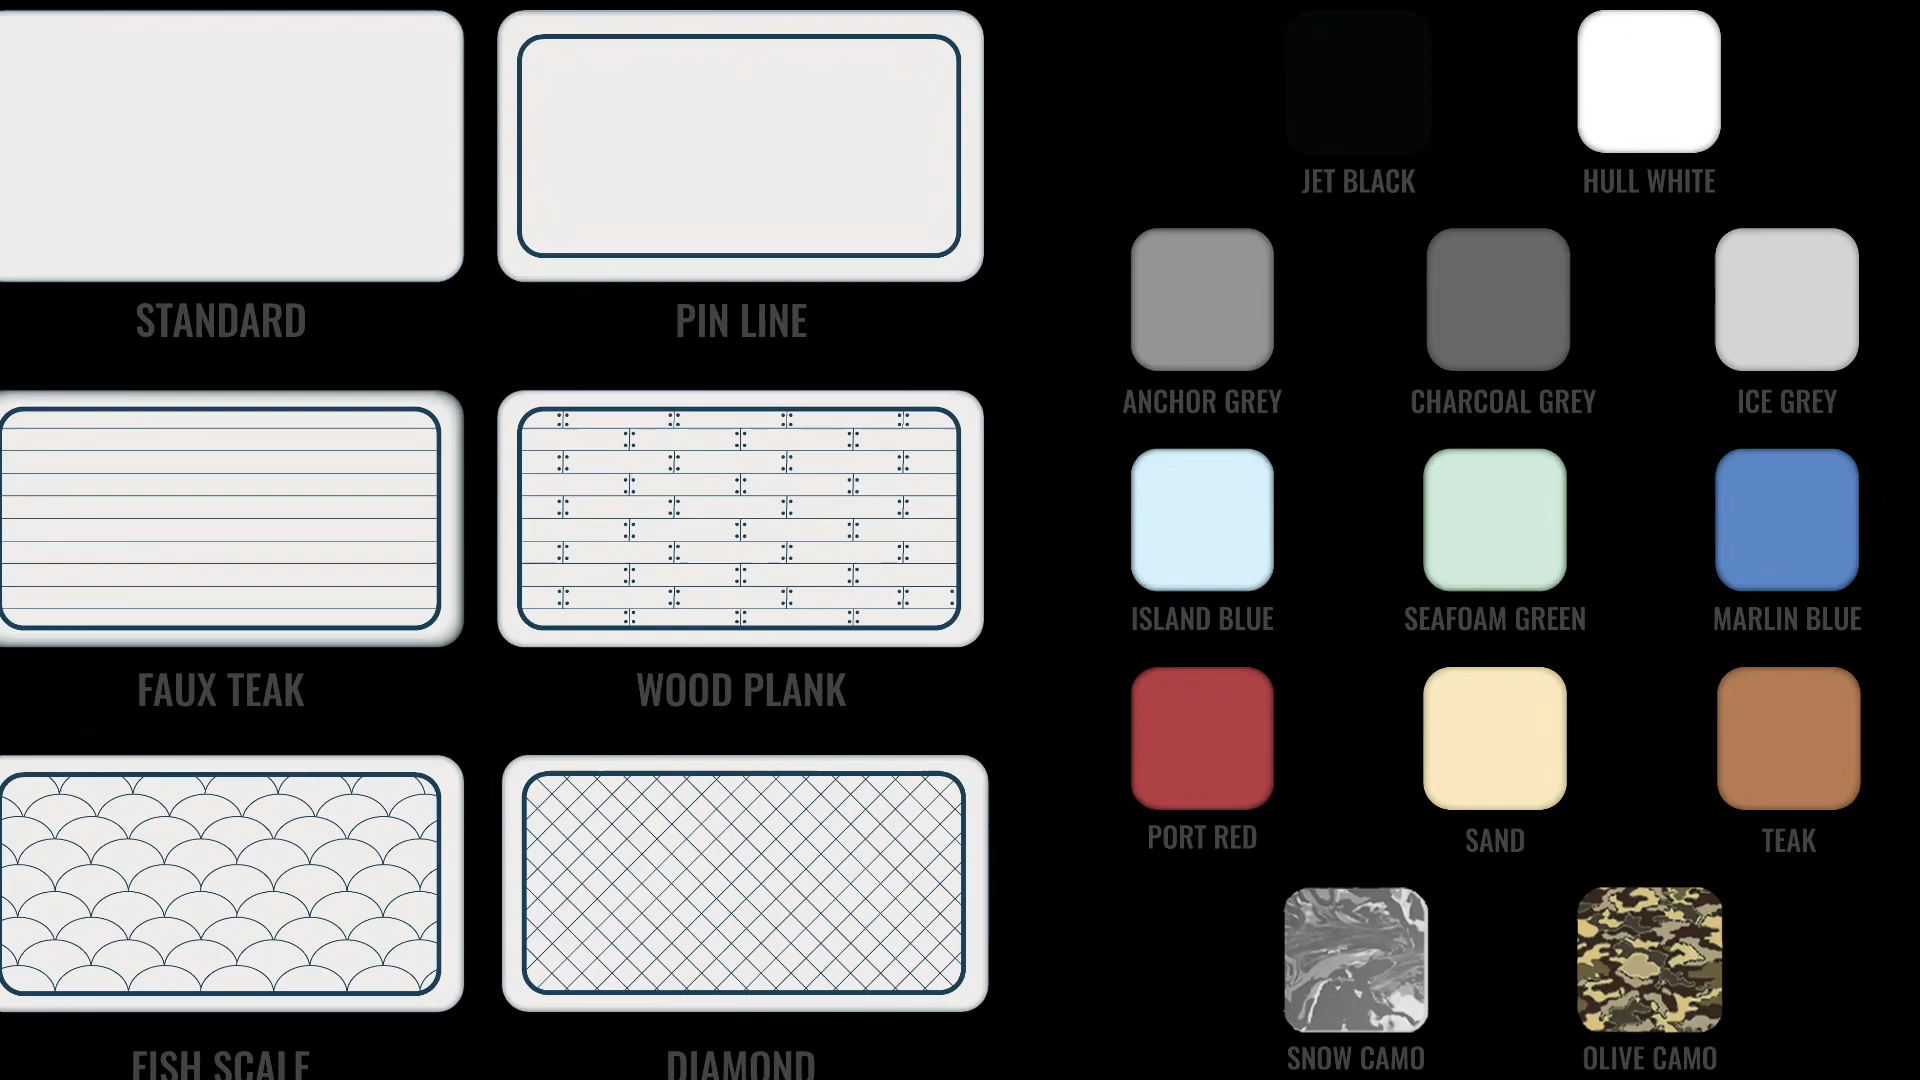 STANDARD
PIN LINE
FAUX TEAK
WOOD PLANK
FISH SCALE
DIAMOND
JET BLACK
HULL WHITE
ANCHOR GREY
CHARCOAL GREY
ICE GREY
ISLAND BLUE
SEAFOAM GREEN
MARLIN BLUE
PORT RED
SAND
TEAK
SNOW CAMO
OLIVE CAMO